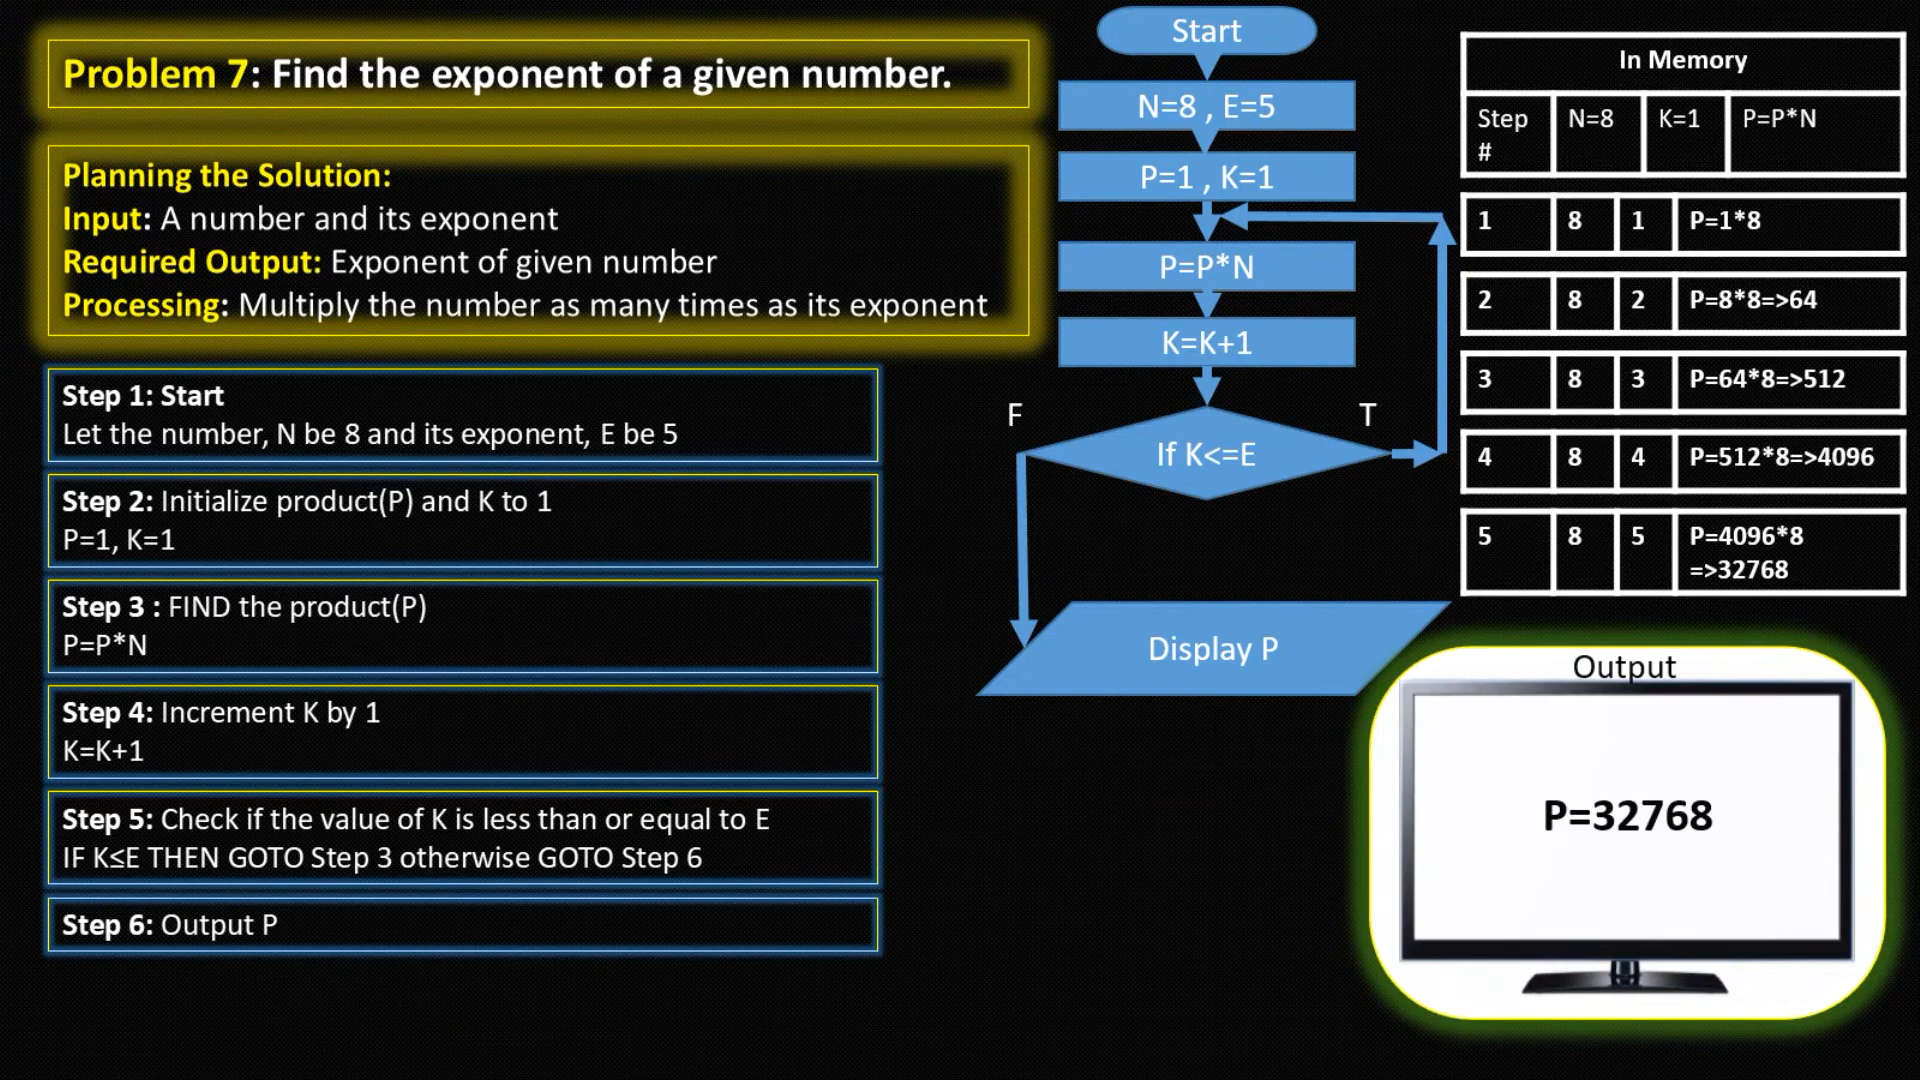 Problem 7: Find the exponent of a given number.
Planning the Solution:
Input: A number and its exponent
Required Output: Exponent of given number
Processing: Multiply the number as many times as its exponent
Step 1: Start
Let the number, N be 8 and its exponent, E be 5
Step 2: Initialize product(P) and K to 1
P=1, K=1
Step 3 : FIND the product(P)
P=P*N
Step 4: Increment K by 1
K=K+1
Step 5: Check if the value of K is less than or equal to E
IF K≤E THEN GOTO Step 3 otherwise GOTO Step 6
Step 6: Output P
Start
N=8 , E=5
P=1 , K=1
P=P*N
K=K+1
F
T
If K<=E
Display P
In Memory
Step # N=8 K=1 P=P*N
1 8 1 P=1*8
2 8 2 P=8*8=>64
3 8 3 P=64*8=>512
4 8 4 P=512*8=>4096
5 8 5 P=4096*8
=>32768
Output
P=32768